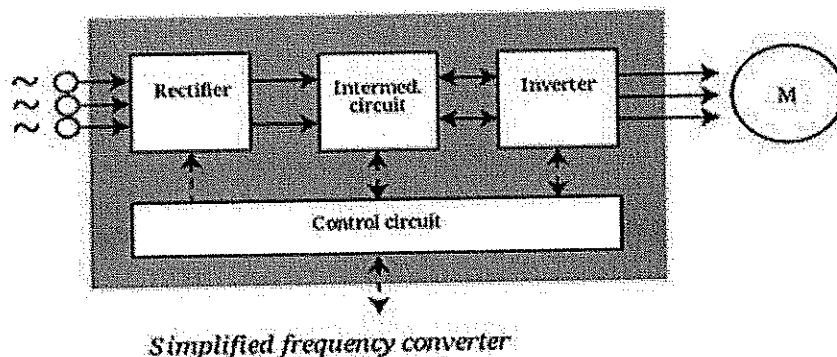 Rectifier
Intermed.
circuit
Inverter
M
Control circuit
Simplified frequency converter